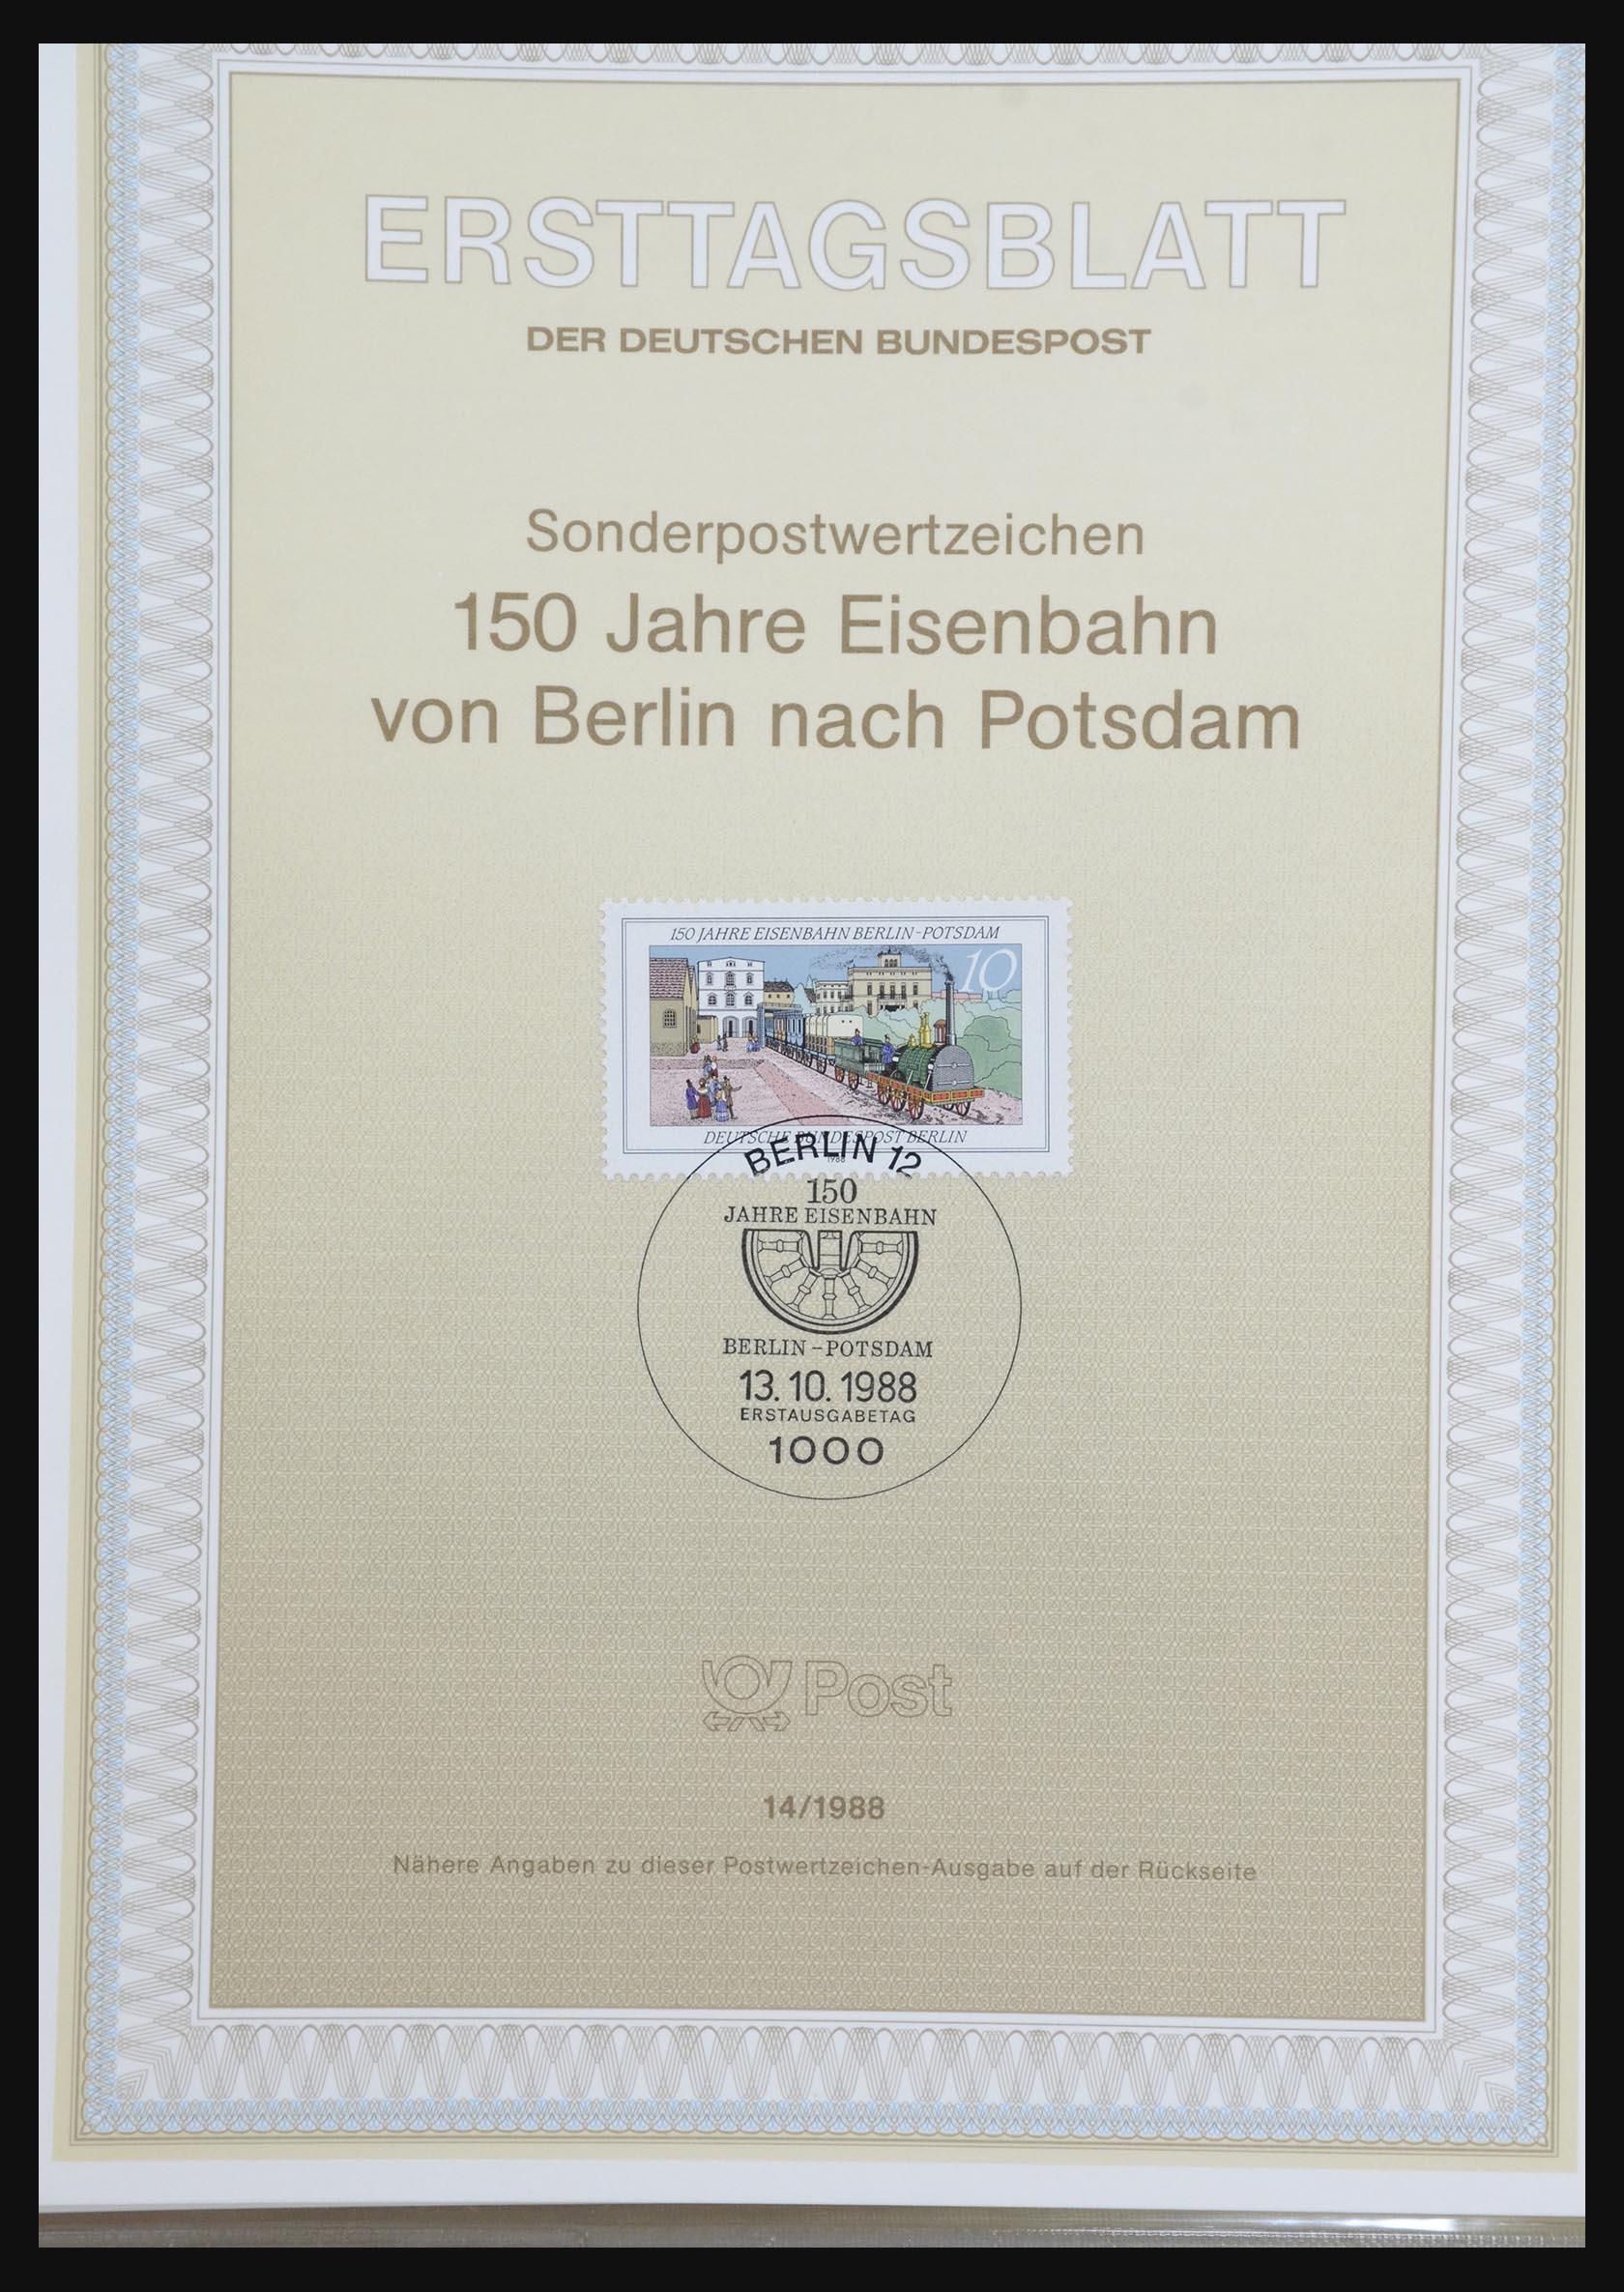 ERSTTAGSBLATT
DER DEUTSCHEN BUNDESPOST
Sonderpostwertzeichen
150 Jahre Eisenbahn
von Berlin nach Potsdam
150 JAHRE EISENBAHN BERLIN-POTSDAM
10
DEUTSCHE BUNDESPOST BERLIN
1988
BERLIN 12
150
JAHRE EISENBAHN
BERLIN-POTSDAM
13.10.1988
ERSTAUSGABETAG
1000
Post
14/1988
Nähere Angaben zu dieser Postwertzeichen-Ausgabe auf der Rückseite